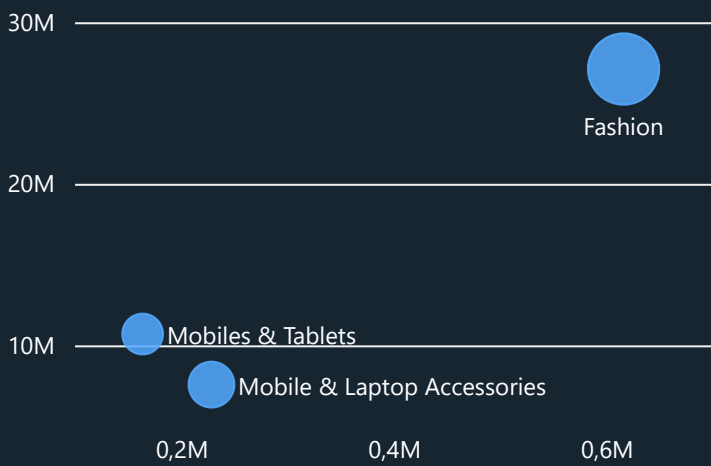 30M
Fashion
20M
Mobiles & Tablets
10M
Mobile & Laptop Accessories
0,2M 0,4M 0,6M